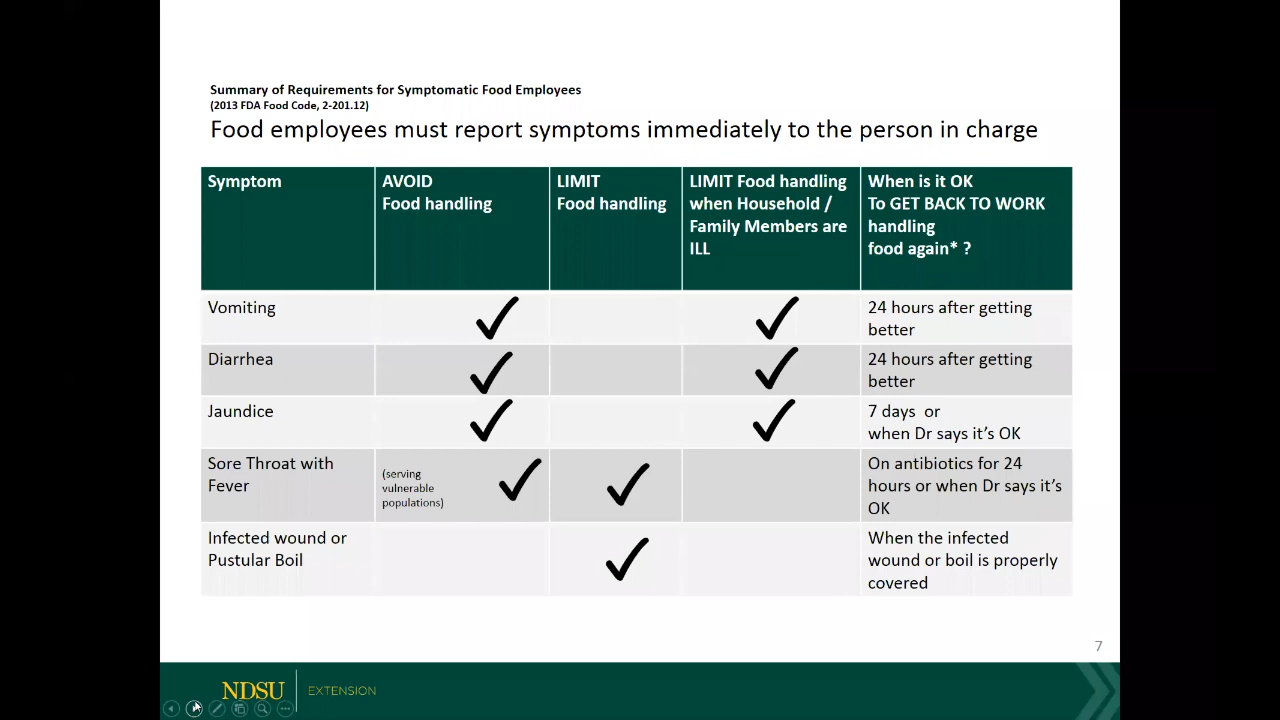 Summary of Requirements for Symptomatic Food Employees
(2013 FDA Food Code, 2-201.12)
Food employees must report symptoms immediately to the person in charge
Symptom
AVOID
Food handling
LIMIT
Food handling
LIMIT Food handling
when Household /
Family Members are
ILL
When is it OK
To GET BACK TO WORK
handling
food again* ?
Vomiting
24 hours after getting
better
Diarrhea
24 hours after getting
better
Jaundice
7 days or
when Dr says it's OK
Sore Throat with
Fever
(serving
vulnerable
populations)
On antibiotics for 24
hours or when Dr says it's
OK
Infected wound or
Pustular Boil
When the infected
wound or boil is properly
covered
7
NDSU
EXTENSION